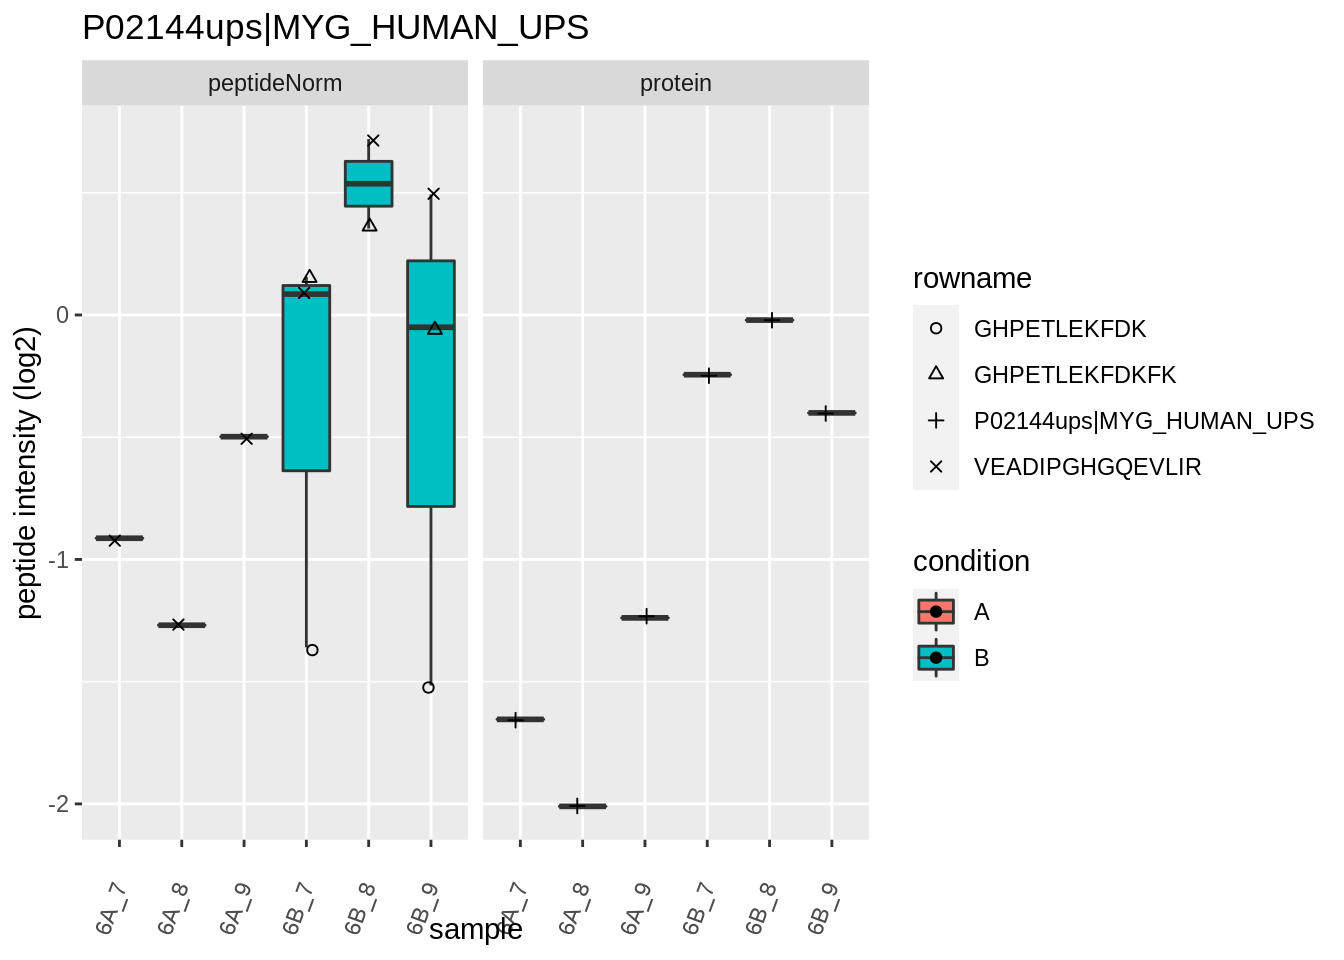 P02144ups|MYG_HUMAN_UPS
peptideNorm
protein
peptide intensity (log2)
0
-1
-2
6A_7
6A_8
6A_9
6B_7
6B_8
6B_9
6A_7
6A_8
6A_9
6B_7
6B_8
6B_9
sample
rowname
GHPETLEKFDK
GHPETLEKFDKFK
P02144ups|MYG_HUMAN_UPS
VEADIPGHGQEVLIR
condition
A
B